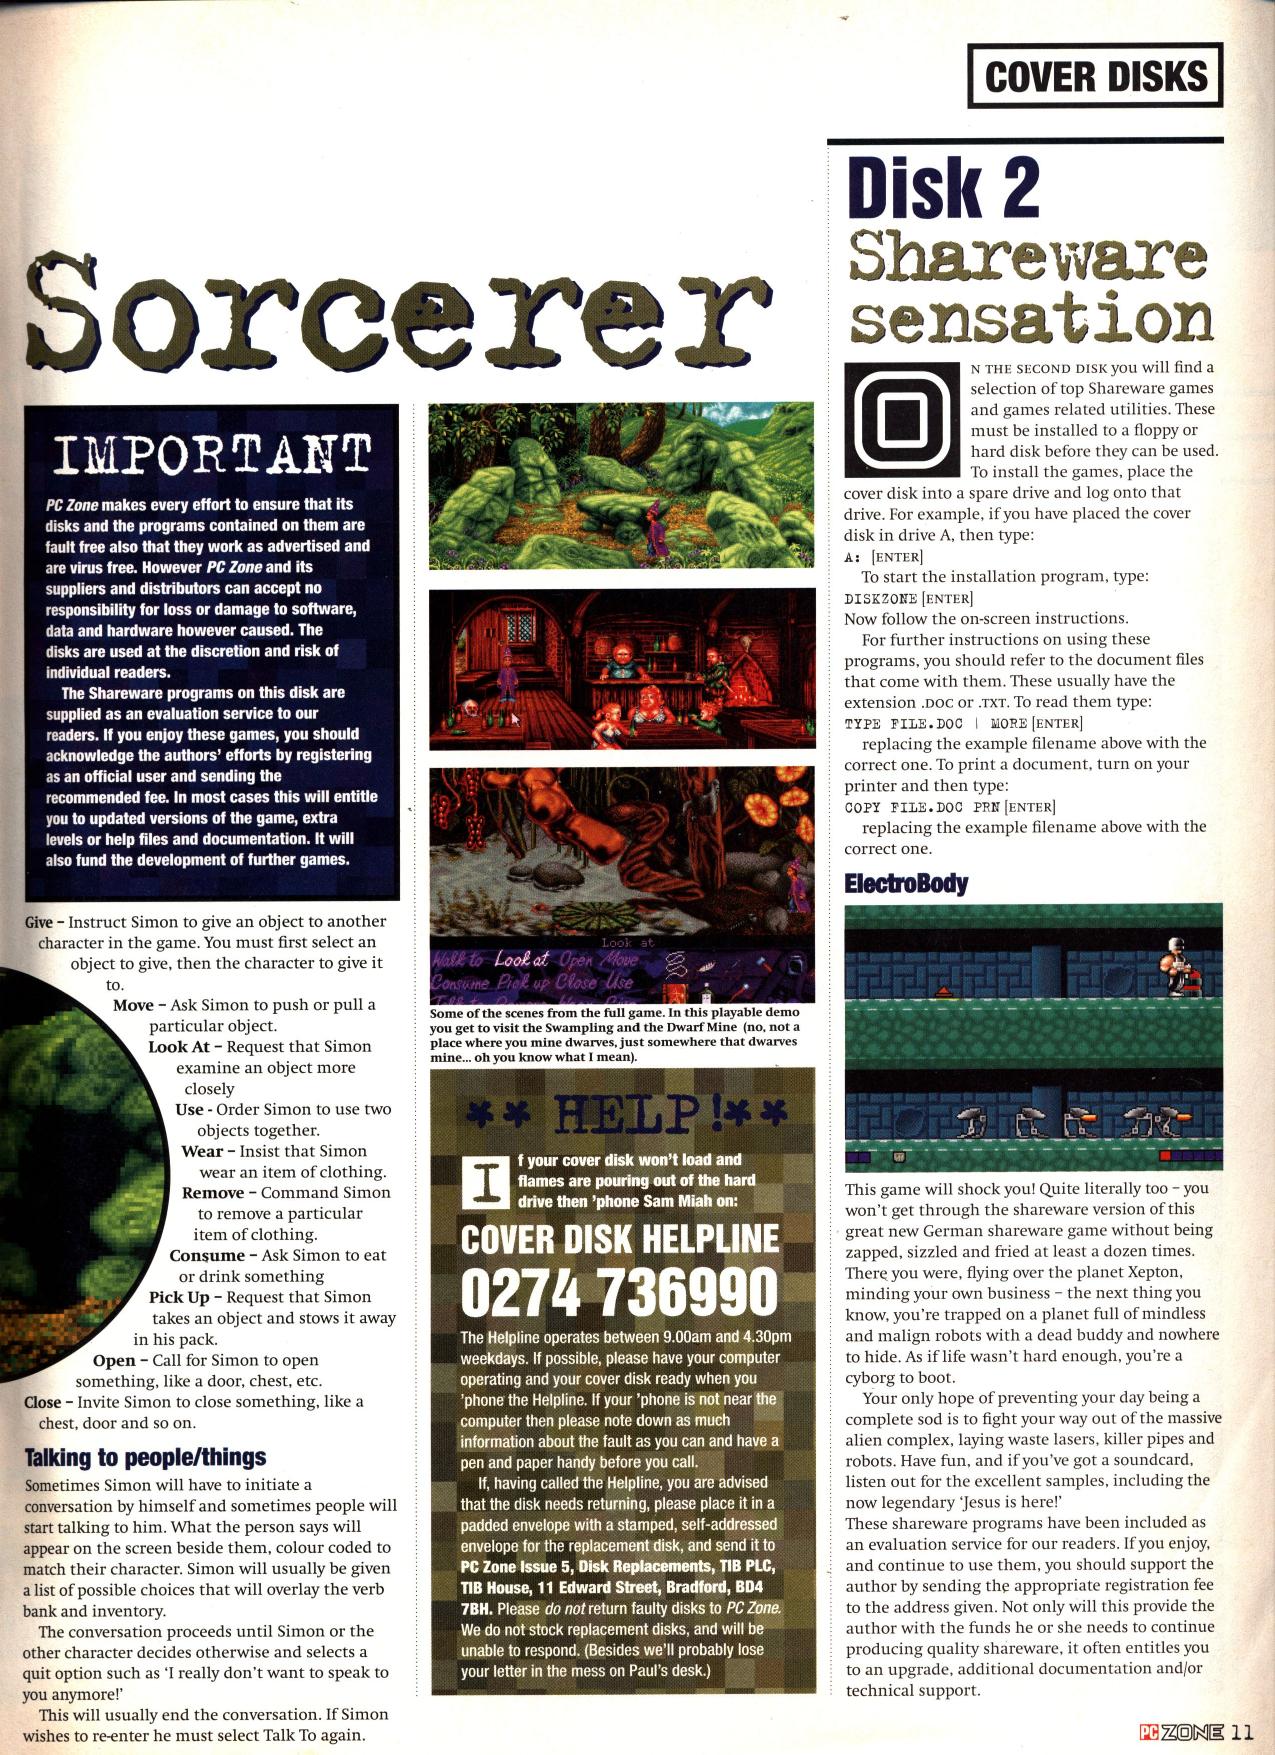 COVER DISKS
Sorcerer
IMPORTANT
PC Zone makes every effort to ensure that its
disks and the programs contained on them are
fault free also that they work as advertised and
are virus free. However PC Zone and its
suppliers and distributors can accept no
responsibility for loss or damage to software,
data and hardware however caused. The
disks are used at the discretion and risk of
individual readers.
The Shareware programs on this disk are
supplied as an evaluation service to our
readers. If you enjoy these games, you should
acknowledge the authors' efforts by registering
as an official user and sending the
recommended fee. In most cases this will entitle
you to updated versions of the game, extra
levels or help files and documentation. It will
also fund the development of further games.
Give – Instruct Simon to give an object to another
character in the game. You must first select an
object to give, then the character to give it
to.
Move – Ask Simon to push or pull a
particular object.
Look At – Request that Simon
examine an object more
closely
Use - Order Simon to use two
objects together.
Wear – Insist that Simon
wear an item of clothing.
Remove – Command Simon
to remove a particular
item of clothing.
Consume – Ask Simon to eat
or drink something
Pick Up – Request that Simon
takes an object and stows it away
in his pack.
Open – Call for Simon to open
something, like a door, chest, etc.
Close – Invite Simon to close something, like a
chest, door and so on.
Talking to people/things
Sometimes Simon will have to initiate a
conversation by himself and sometimes people will
start talking to him. What the person says will
appear on the screen beside them, colour coded to
match their character. Simon will usually be given
a list of possible choices that will overlay the verb
bank and inventory.
The conversation proceeds until Simon or the
other character decides otherwise and selects a
quit option such as 'I really don't want to speak to
you anymore!'
This will usually end the conversation. If Simon
wishes to re-enter he must select Talk To again.
Look at
Walk to Look at Open Move
Consume Pick up Close Use
Some of the scenes from the full game. In this playable demo
you get to visit the Swampling and the Dwarf Mine (no, not a
place where you mine dwarves, just somewhere that dwarves
mine... oh you know what I mean).
** HELP!**
If your cover disk won't load and
flames are pouring out of the hard
drive then 'phone Sam Miah on:
COVER DISK HELPLINE
0274 736990
The Helpline operates between 9.00am and 4.30pm
weekdays. If possible, please have your computer
operating and your cover disk ready when you
'phone the Helpline. If your 'phone is not near the
computer then please note down as much
information about the fault as you can and have a
pen and paper handy before you call.
If, having called the Helpline, you are advised
that the disk needs returning, please place it in a
padded envelope with a stamped, self-addressed
envelope for the replacement disk, and send it to
PC Zone Issue 5, Disk Replacements, TIB PLC,
TIB House, 11 Edward Street, Bradford, BD4
7BH. Please do not return faulty disks to PC Zone.
We do not stock replacement disks, and will be
unable to respond. (Besides we'll probably lose
your letter in the mess on Paul's desk.)
Disk 2
Shareware
sensation
ON THE SECOND DISK you will find a
selection of top Shareware games
and games related utilities. These
must be installed to a floppy or
hard disk before they can be used.
To install the games, place the
cover disk into a spare drive and log onto that
drive. For example, if you have placed the cover
disk in drive A, then type:
A: [ENTER]
To start the installation program, type:
DISKZONE [ENTER]
Now follow the on-screen instructions.
For further instructions on using these
programs, you should refer to the document files
that come with them. These usually have the
extension .DOC or .TXT. To read them type:
TYPE FILE.DOC | MORE [ENTER]
replacing the example filename above with the
correct one. To print a document, turn on your
printer and then type:
COPY FILE.DOC PRN [ENTER]
replacing the example filename above with the
correct one.
ElectroBody
This game will shock you! Quite literally too – you
won't get through the shareware version of this
great new German shareware game without being
zapped, sizzled and fried at least a dozen times.
There you were, flying over the planet Xepton,
minding your own business – the next thing you
know, you're trapped on a planet full of mindless
and malign robots with a dead buddy and nowhere
to hide. As if life wasn't hard enough, you're a
cyborg to boot.
Your only hope of preventing your day being a
complete sod is to fight your way out of the massive
alien complex, laying waste lasers, killer pipes and
robots. Have fun, and if you've got a soundcard,
listen out for the excellent samples, including the
now legendary 'Jesus is here!'
These shareware programs have been included as
an evaluation service for our readers. If you enjoy,
and continue to use them, you should support the
author by sending the appropriate registration fee
to the address given. Not only will this provide the
author with the funds he or she needs to continue
producing quality shareware, it often entitles you
to an upgrade, additional documentation and/or
technical support.
PC ZONE 11